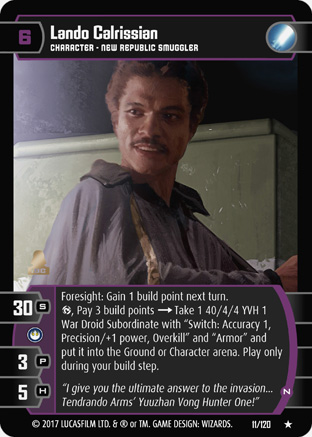 6
Lando Calrissian
CHARACTER - NEW REPUBLIC SMUGGLER
30 S
3 P
5 H
Foresight: Gain 1 build point next turn.
, Pay 3 build points → Take 1 40/4/4 YVH 1
War Droid Subordinate with “Switch: Accuracy 1,
Precision/+1 power, Overkill” and “Armor” and
put it into the Ground or Character arena. Play only
during your build step.
“I give you the ultimate answer to the invasion...
Tendrando Arms’ Yuuzhan Vong Hunter One!”
N
© 2017 LUCASFILM LTD. & ® or TM. GAME DESIGN: WIZARDS.
11/120